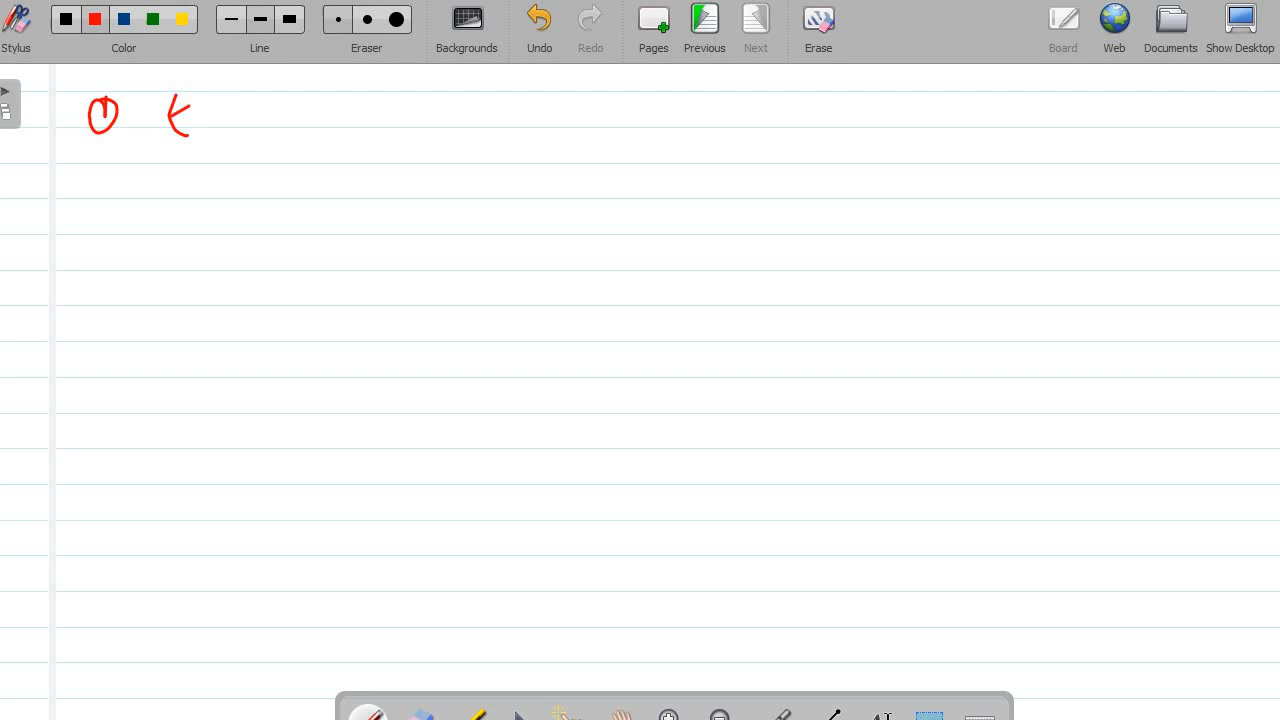 Stylus Color Line Eraser Backgrounds Undo Redo Pages Previous Next Erase Board Web Documents Show Desktop
① t